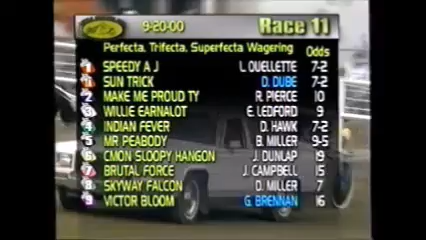 9-20-00 Race 11
Perfecta, Trifecta, Superfecta Wagering Odds
1 SPEEDY A J L. OUELLETTE 7-2
1 SUN TRICK D. DUBE 7-2
2 MAKE ME PROUD TY R. PIERCE 10
3 WILLIE EARNALOT E. LEDFORD 9
4 INDIAN FEVER D. HAWK 7-2
5 MR PEABODY B. MILLER 9-5
6 CMON SLOOPY HANGON J. DUNLAP 19
7 BRUTAL FORCE J. CAMPBELL 15
8 SKYWAY FALCON D. MILLER 7
9 VICTOR BLOOM G. BRENNAN 16